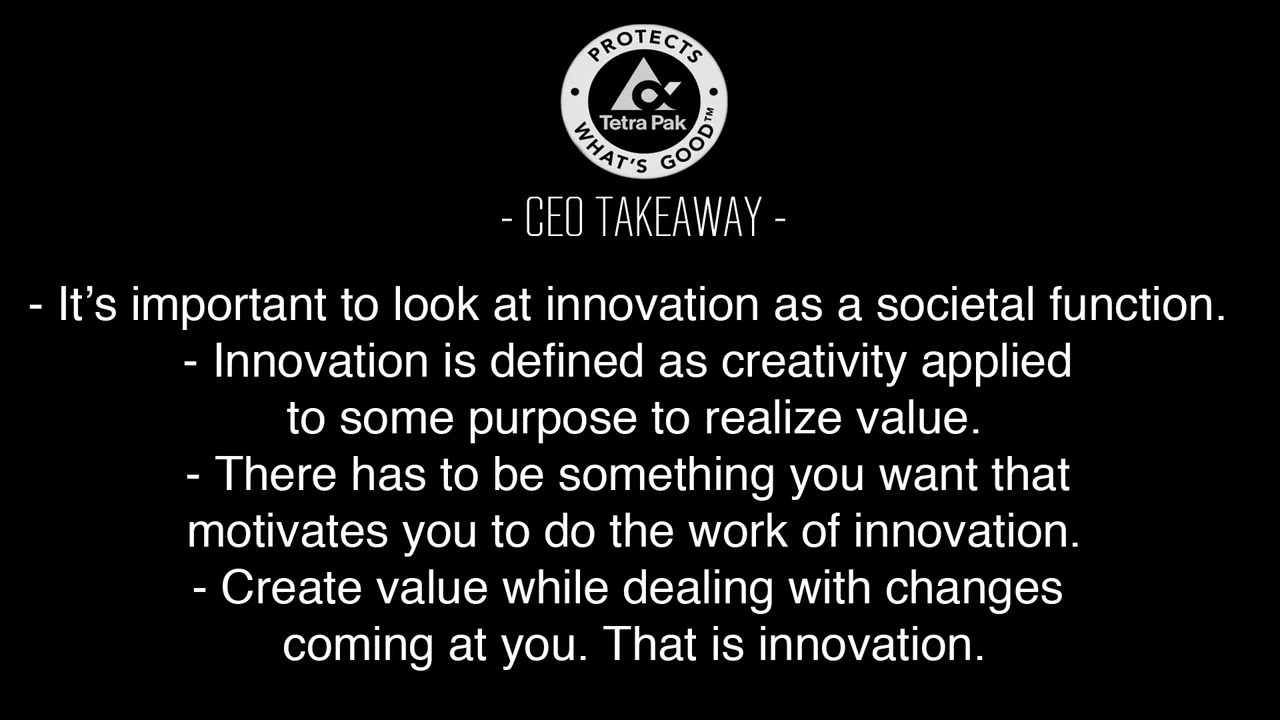 PROTECTS
Tetra Pak
WHAT'S GOOD™
- CEO TAKEAWAY -
- It’s important to look at innovation as a societal function.
- Innovation is defined as creativity applied
to some purpose to realize value.
- There has to be something you want that
motivates you to do the work of innovation.
- Create value while dealing with changes
coming at you. That is innovation.